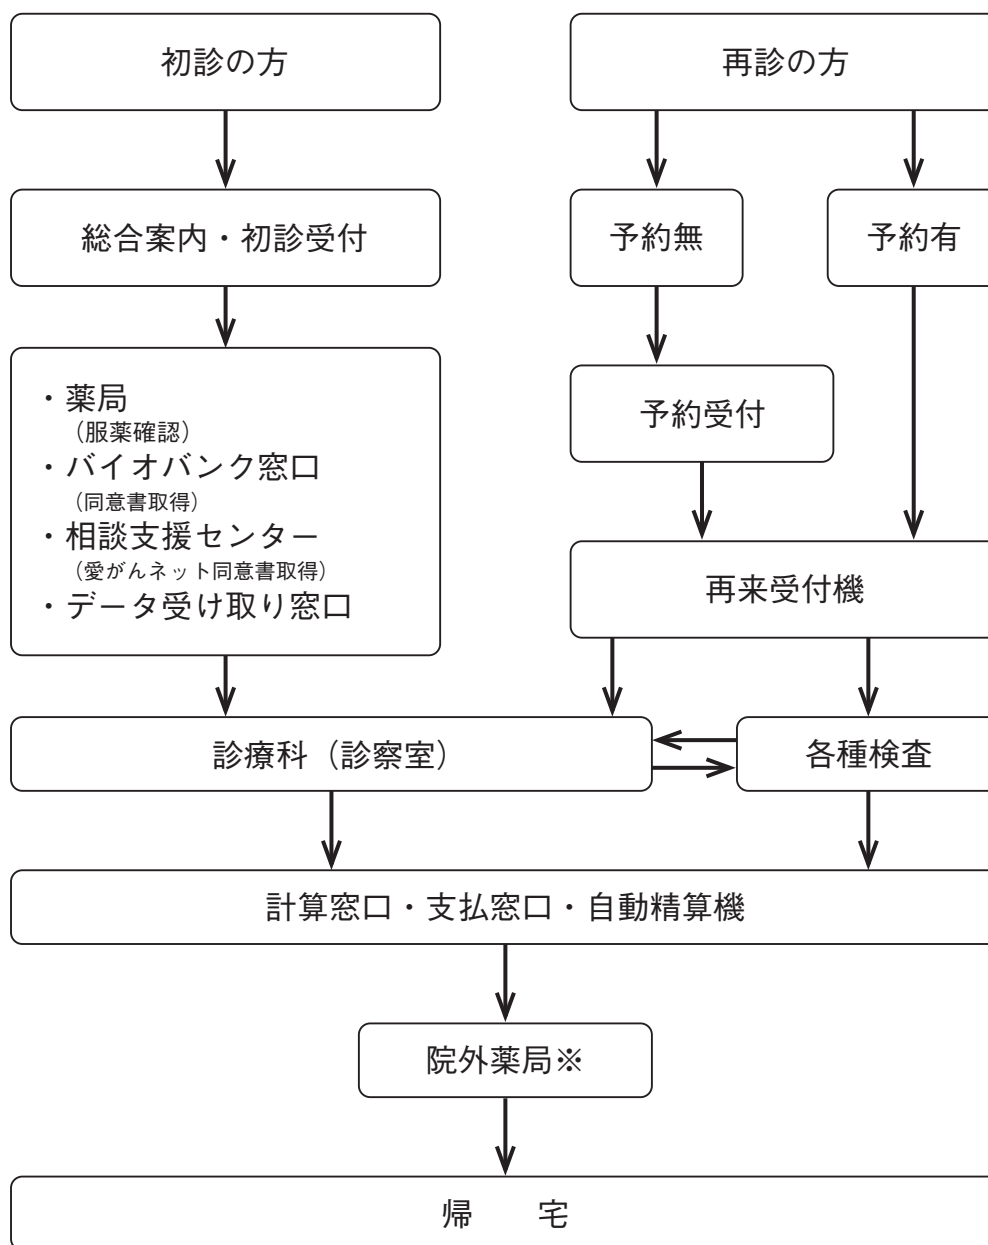 初診の方
再診の方
総合案内・初診受付
予約無
予約有
・薬局
（服薬確認）
・バイオバンク窓口
（同意書取得）
・相談支援センター
（愛がんネット同意書取得）
・データ受け取り窓口
予約受付
再来受付機
診療科（診察室）
各種検査
計算窓口・支払窓口・自動精算機
院外薬局※
帰　　宅